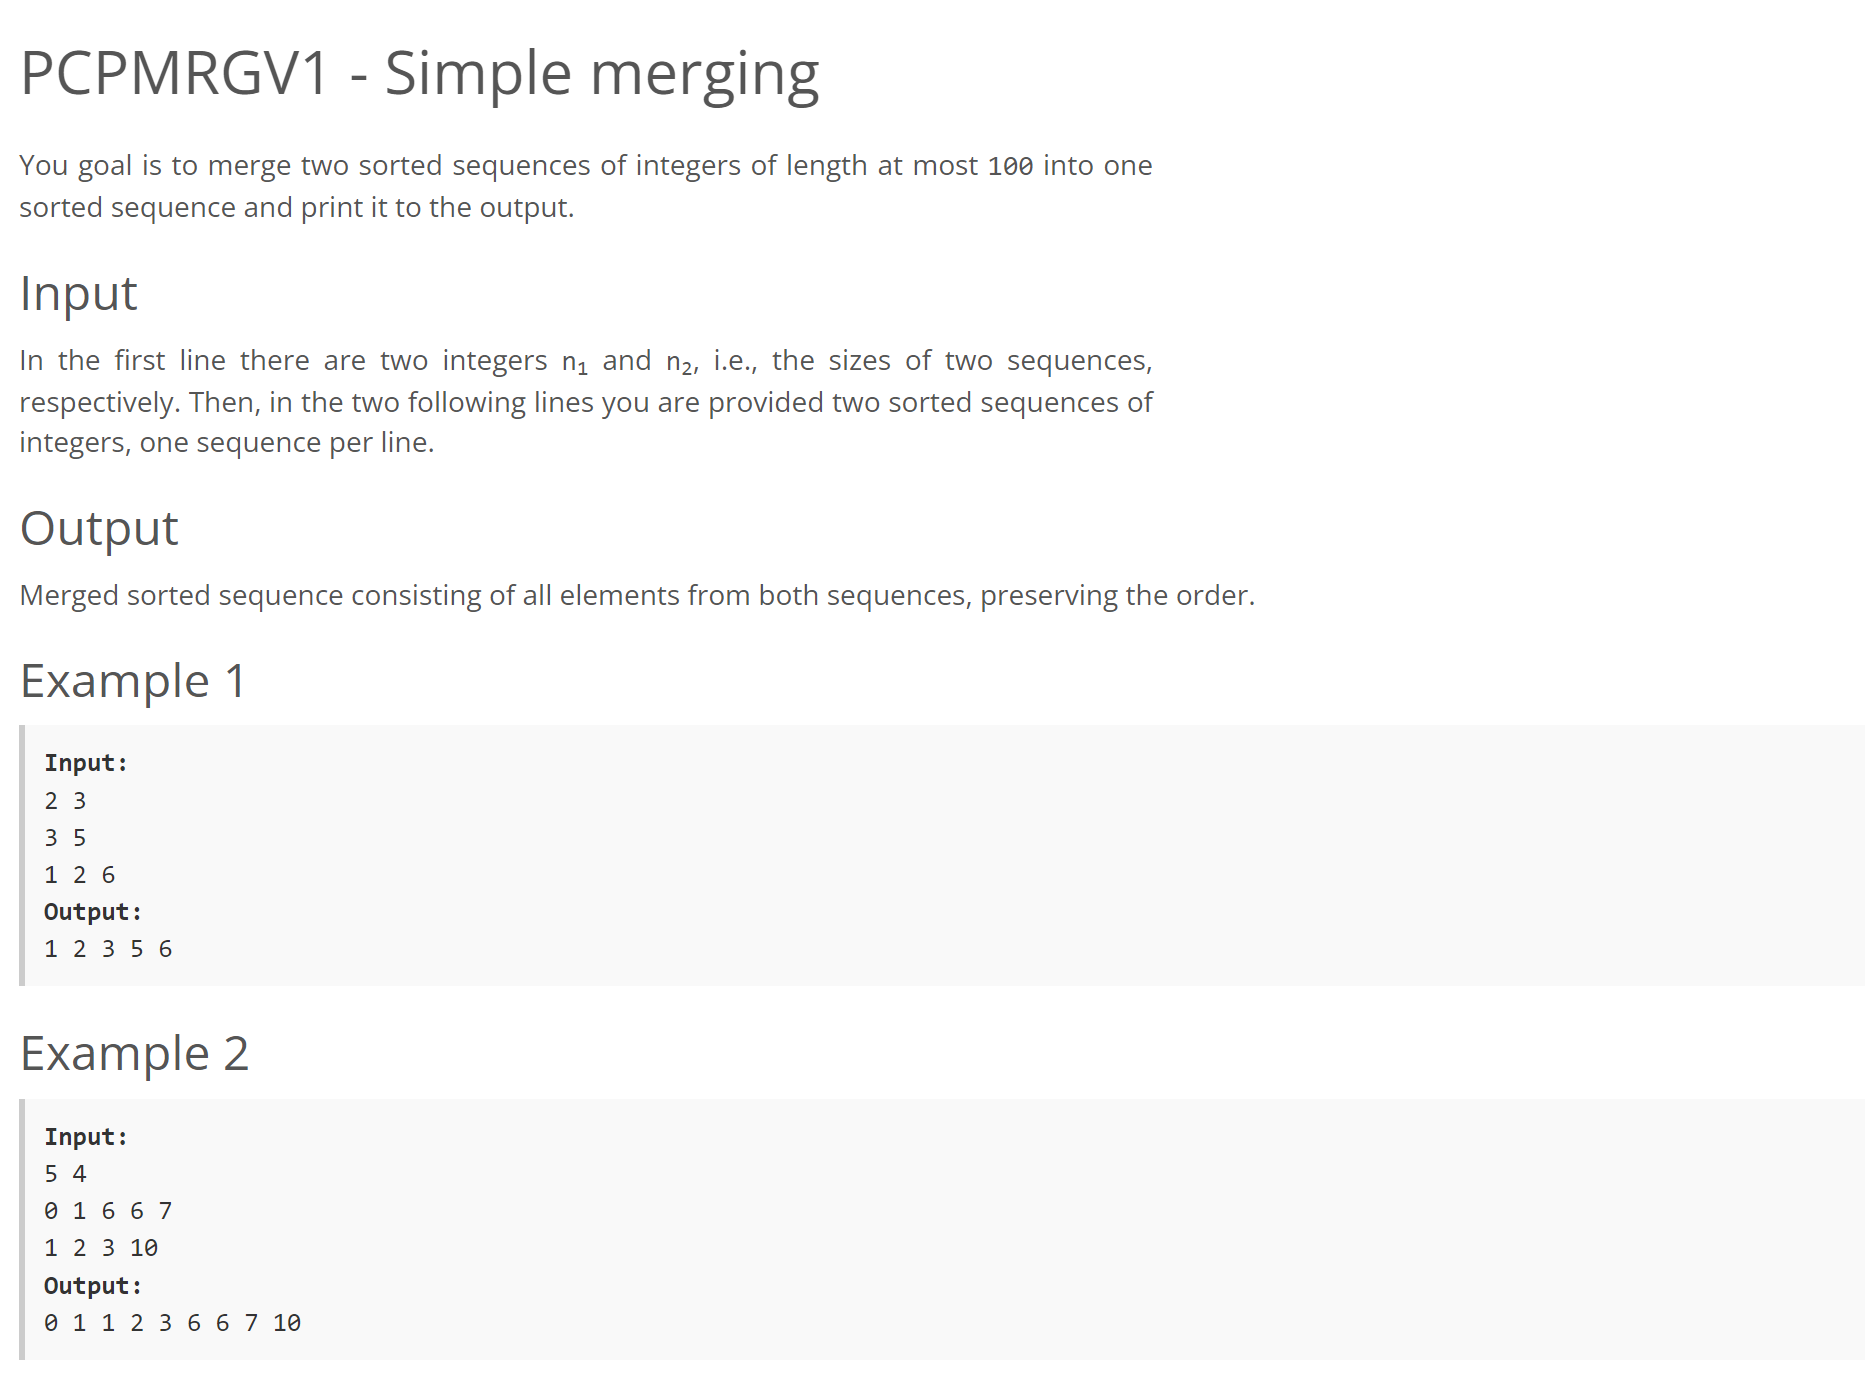 PCPMRGV1 - Simple merging
You goal is to merge two sorted sequences of integers of length at most 100 into one
sorted sequence and print it to the output.
Input
In the first line there are two integers n₁ and n₂, i.e., the sizes of two sequences,
respectively. Then, in the two following lines you are provided two sorted sequences of
integers, one sequence per line.
Output
Merged sorted sequence consisting of all elements from both sequences, preserving the order.
Example 1
Input:
2 3
3 5
1 2 6
Output:
1 2 3 5 6
Example 2
Input:
5 4
0 1 6 6 7
1 2 3 10
Output:
0 1 1 2 3 6 6 7 10